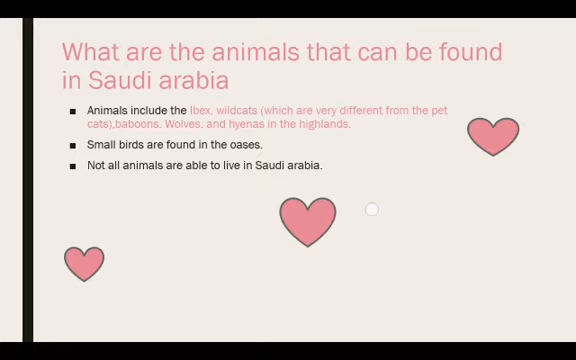 What are the animals that can be found
in Saudi arabia
■ Animals include the Ibex, wildcats (which are very different from the pet
cats),baboons. Wolves. and hyenas in the highlands.
■ Small birds are found in the oases.
■ Not all animals are able to live in Saudi arabia.